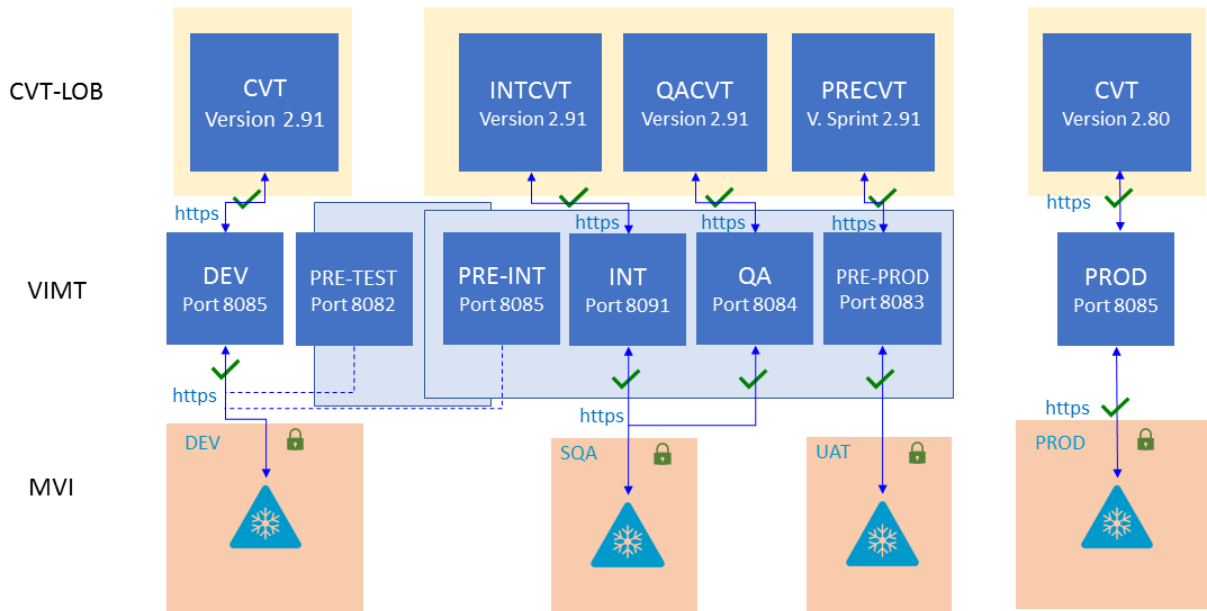 CVT-LOB
CVT
Version 2.91
INTCVT
Version 2.91
QACVT
Version 2.91
PRECVT
V. Sprint 2.91
CVT
Version 2.80
https
https
https
https
https
VIMT
DEV
Port 8085
PRE-TEST
Port 8082
PRE-INT
Port 8085
INT
Port 8091
QA
Port 8084
PRE-PROD
Port 8083
PROD
Port 8085
https
https
https
MVI
DEV
SQA
UAT
PROD